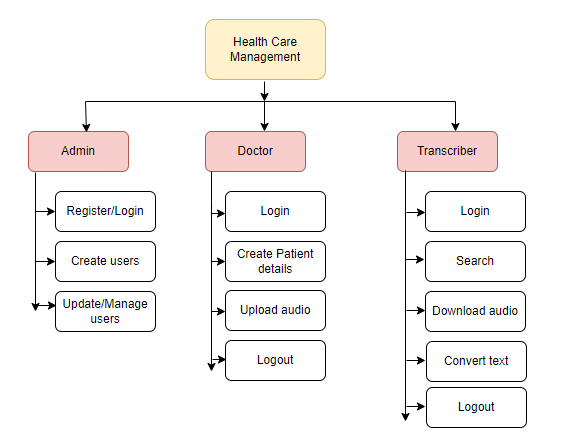 Health Care
Management
Admin
Doctor
Transcriber
Register/Login
Create users
Update/Manage
users
Login
Create Patient
details
Upload audio
Logout
Login
Search
Download audio
Convert text
Logout